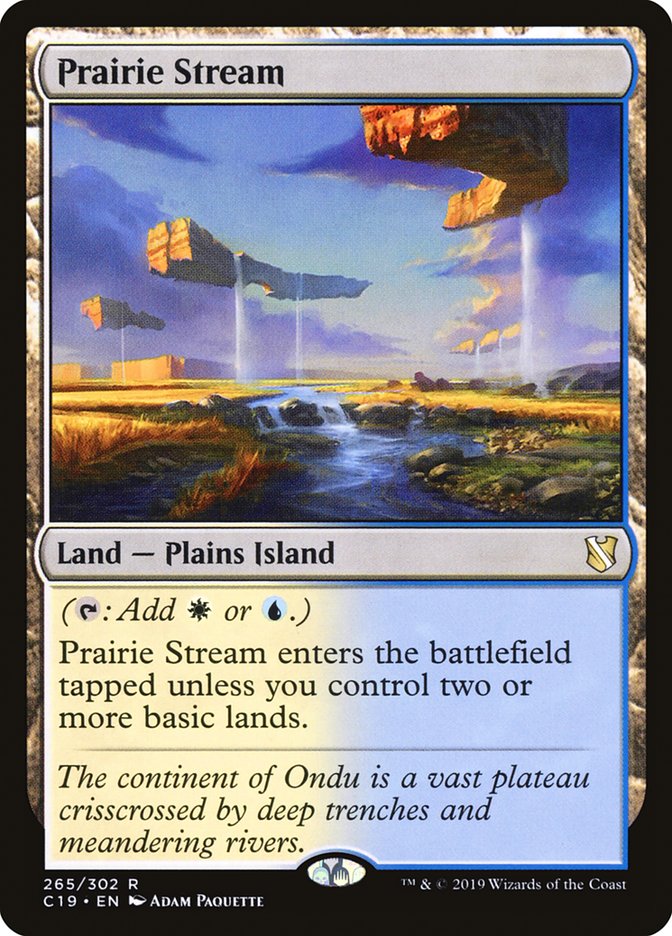 Prairie Stream
Land — Plains Island
(: Add  or .)
Prairie Stream enters the battlefield
tapped unless you control two or
more basic lands.
The continent of Ondu is a vast plateau
crisscrossed by deep trenches and
meandering rivers.
265/302 R
C19 • EN Adam Paquette
™ & © 2019 Wizards of the Coast